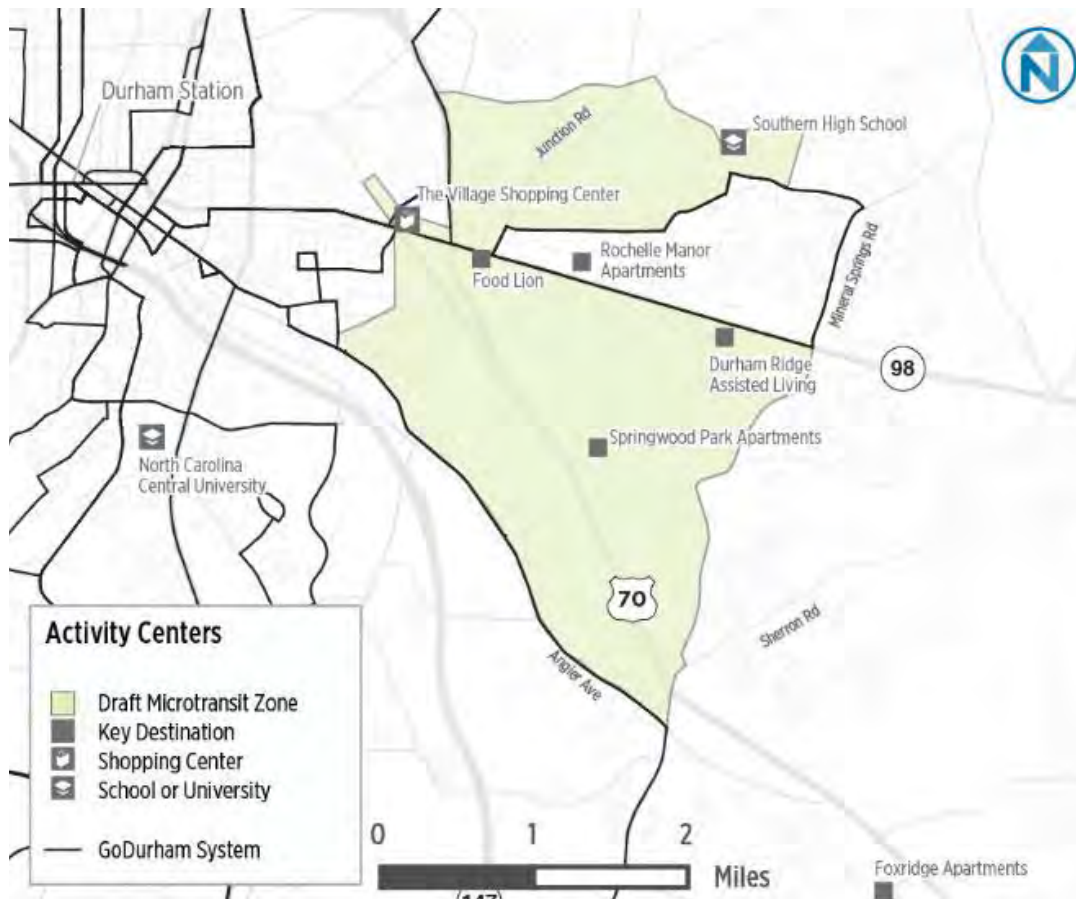 N
Durham Station
Junction Rd
Southern High School
The Village Shopping Center
Rochelle Manor
Apartments
Food Lion
Mineral Springs Rd
Durham Ridge
Assisted Living
98
Springwood Park Apartments
North Carolina
Central University
70
Sherron Rd
Angier Ave
Activity Centers
Draft Microtransit Zone
Key Destination
Shopping Center
School or University
GoDurham System
0 1 2
Miles
Foxridge Apartments
(147)